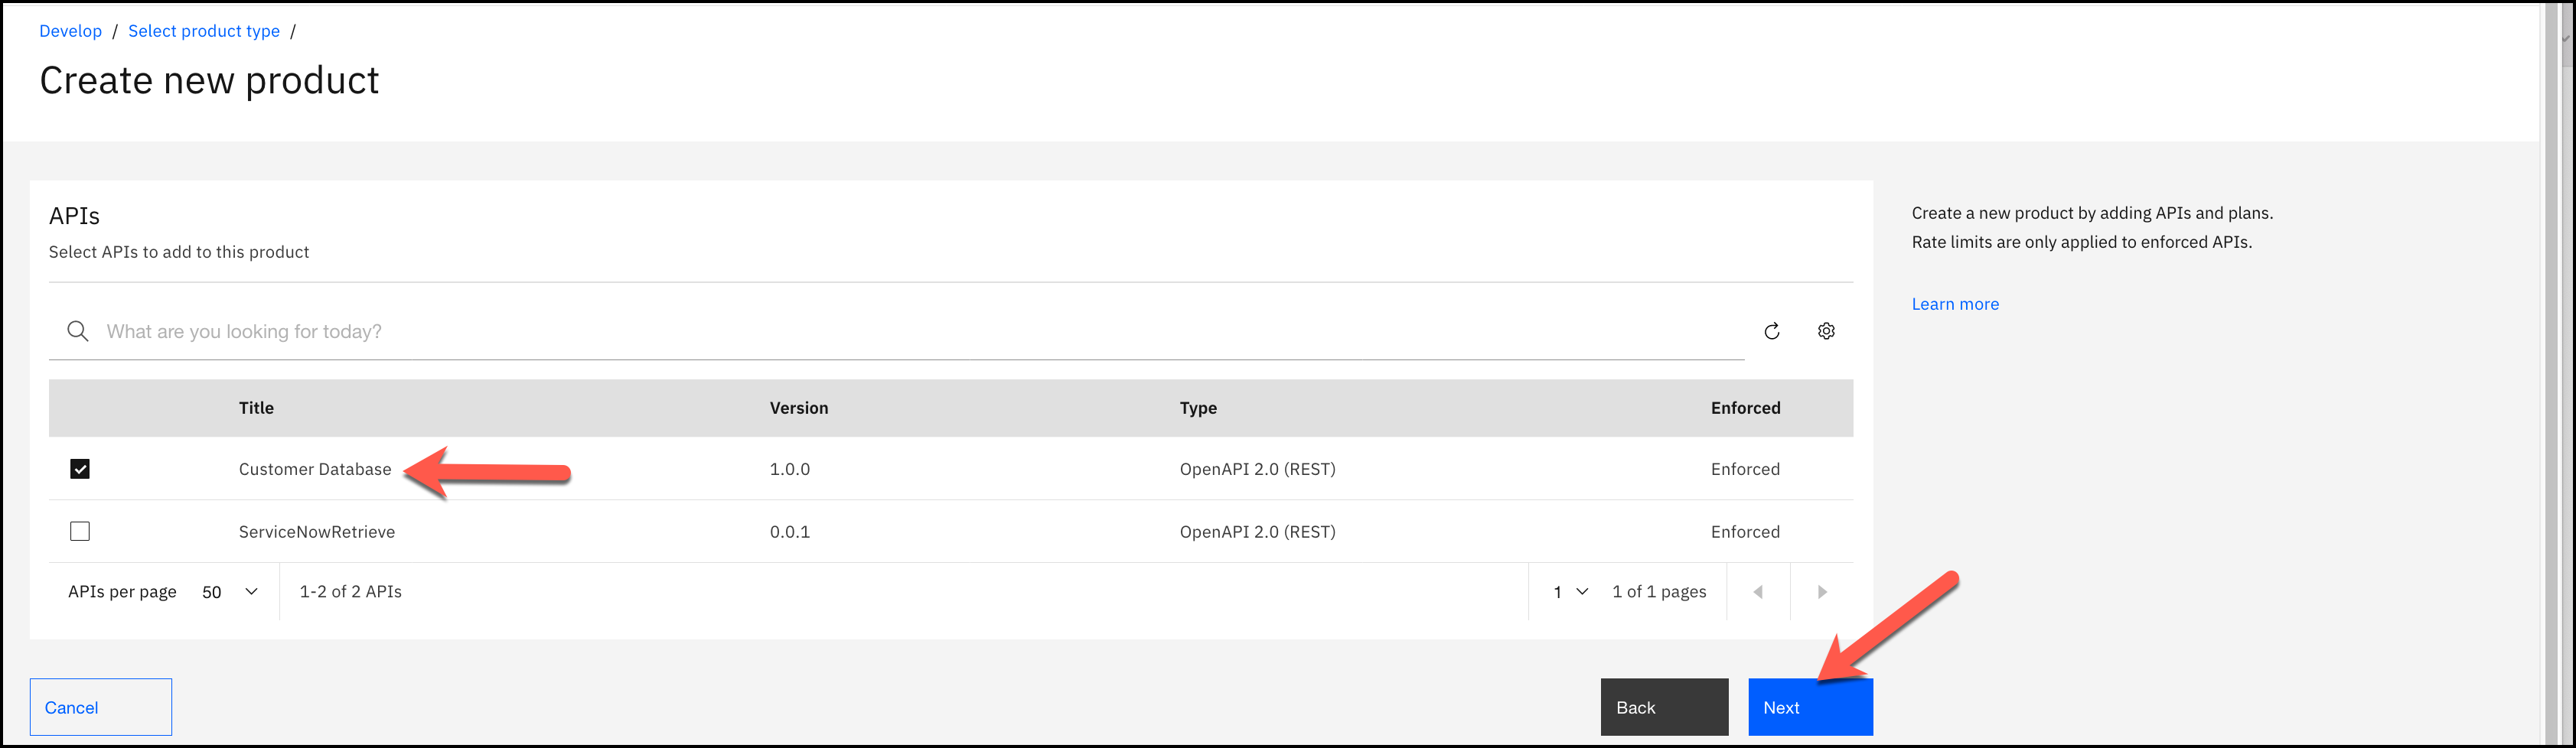 Develop / Select product type /
Create new product
APIs
Select APIs to add to this product
What are you looking for today?
Title Version Type Enforced
Customer Database 1.0.0 OpenAPI 2.0 (REST) Enforced
ServiceNowRetrieve 0.0.1 OpenAPI 2.0 (REST) Enforced
APIs per page 50 1-2 of 2 APIs 1 1 of 1 pages
Create a new product by adding APIs and plans.
Rate limits are only applied to enforced APIs.
Learn more
Cancel Back Next